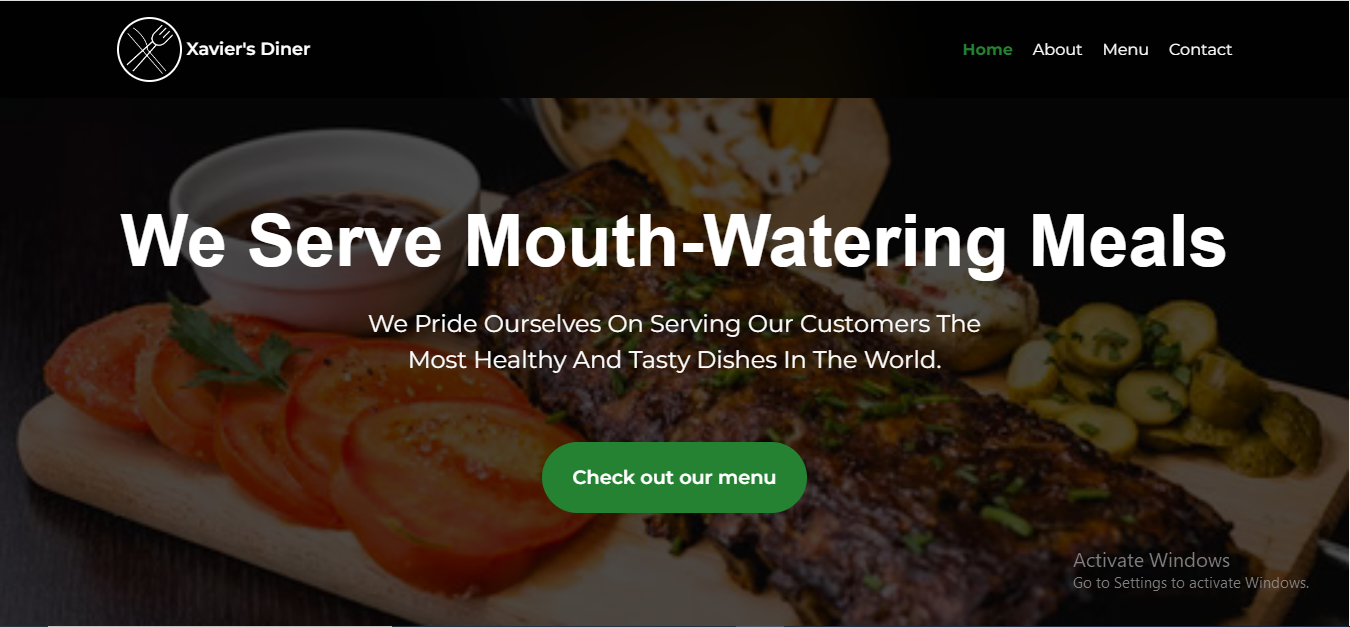 Xavier's Diner
Home About Menu Contact
We Serve Mouth-Watering Meals
We Pride Ourselves On Serving Our Customers The
Most Healthy And Tasty Dishes In The World.
Check out our menu
Activate Windows
Go to Settings to activate Windows.